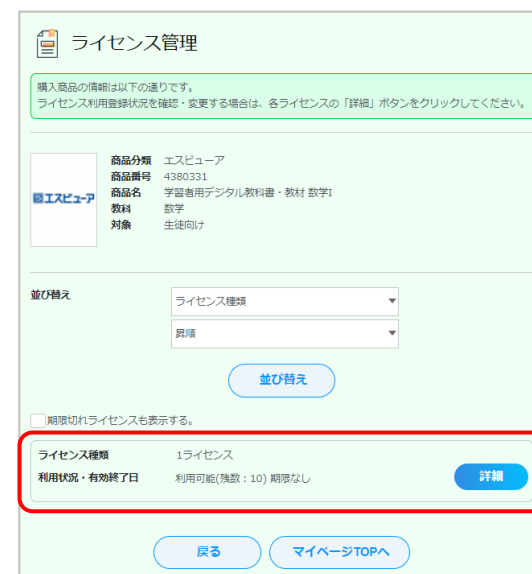 ライセンス管理
購入商品の情報は以下の通りです。
ライセンス利用登録状況を確認・変更する場合は、各ライセンスの「詳細」ボタンをクリックしてください。
エスビューア
商品分類 エスビューア
商品番号 4380331
商品名 学習者用デジタル教科書・教材 数学I
教科 数学
対象 生徒向け
並び替え
ライセンス種類
昇順
並び替え
期限切れライセンスも表示する。
ライセンス種類 1ライセンス
利用状況・有効終了日 利用可能(残数：10) 期限なし
詳細
戻る マイページTOPへ